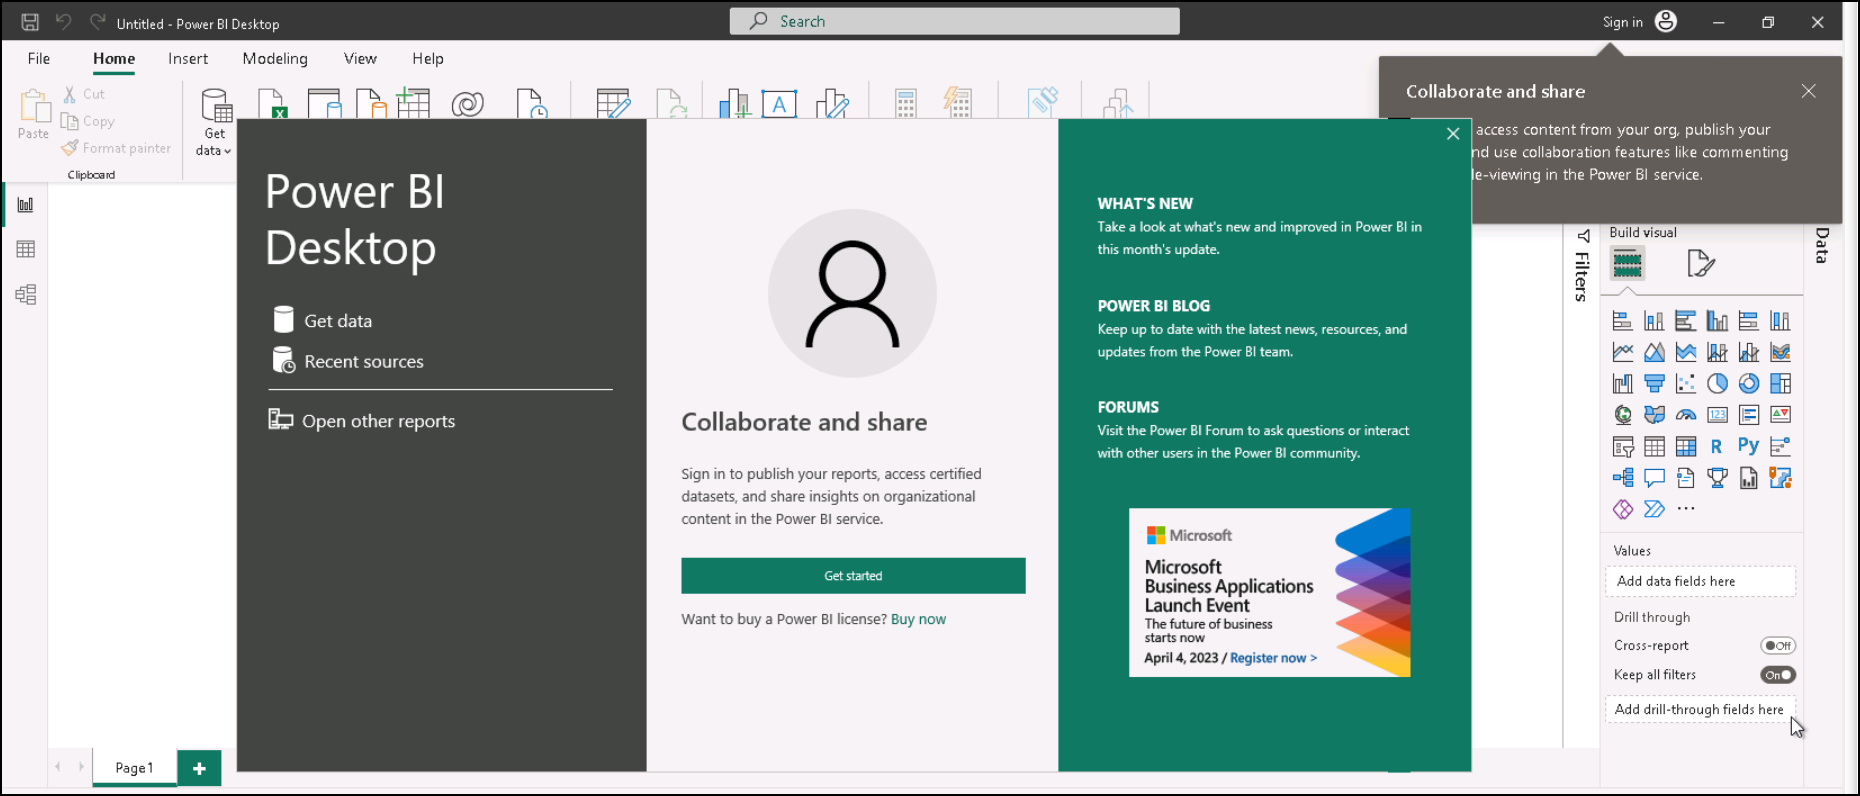 Untitled - Power BI Desktop
Search
Sign in
File
Home
Insert
Modeling
View
Help
Paste
Cut
Copy
Format painter
Clipboard
Get
data
Collaborate and share
access content from your org, publish your
nd use collaboration features like commenting
le-viewing in the Power BI service.
Power BI
Desktop
Get data
Recent sources
Open other reports
Collaborate and share
Sign in to publish your reports, access certified
datasets, and share insights on organizational
content in the Power BI service.
Get started
Want to buy a Power BI license? Buy now
WHAT'S NEW
Take a look at what's new and improved in Power BI in
this month's update.
POWER BI BLOG
Keep up to date with the latest news, resources, and
updates from the Power BI team.
FORUMS
Visit the Power BI Forum to ask questions or interact
with other users in the Power BI community.
Microsoft
Microsoft
Business Applications
Launch Event
The future of business
starts now
April 4, 2023 / Register now >
Filters
Build visual
Data
123
R
Py
Values
Add data fields here
Drill through
Cross-report
Off
Keep all filters
On
Add drill-through fields here
Page 1